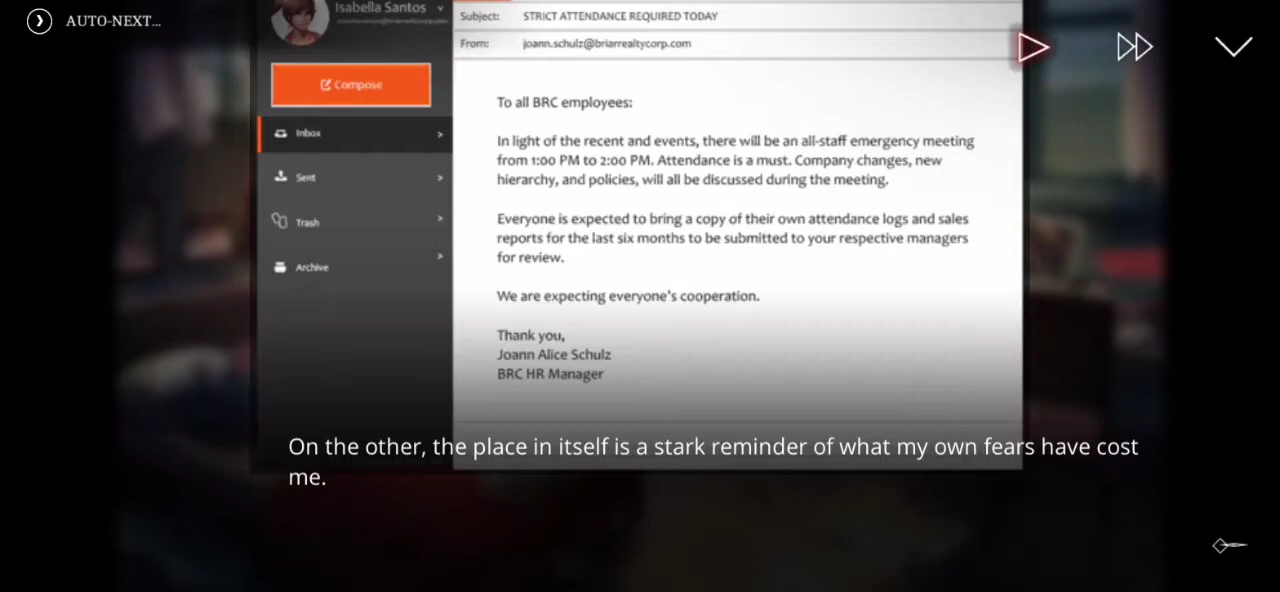 AUTO-NEXT...
Isabella Santos
Compose
Inbox
Sent
Trash
Archive
Subject: STRICT ATTENDANCE REQUIRED TODAY
From: joann.schulz@briarrealtycorp.com
To all BRC employees:
In light of the recent and events, there will be an all-staff emergency meeting
from 1:00 PM to 2:00 PM. Attendance is a must. Company changes, new
hierarchy, and policies, will all be discussed during the meeting.
Everyone is expected to bring a copy of their own attendance logs and sales
reports for the last six months to be submitted to your respective managers
for review.
We are expecting everyone's cooperation.
Thank you,
Joann Alice Schulz
BRC HR Manager
On the other, the place in itself is a stark reminder of what my own fears have cost
me.